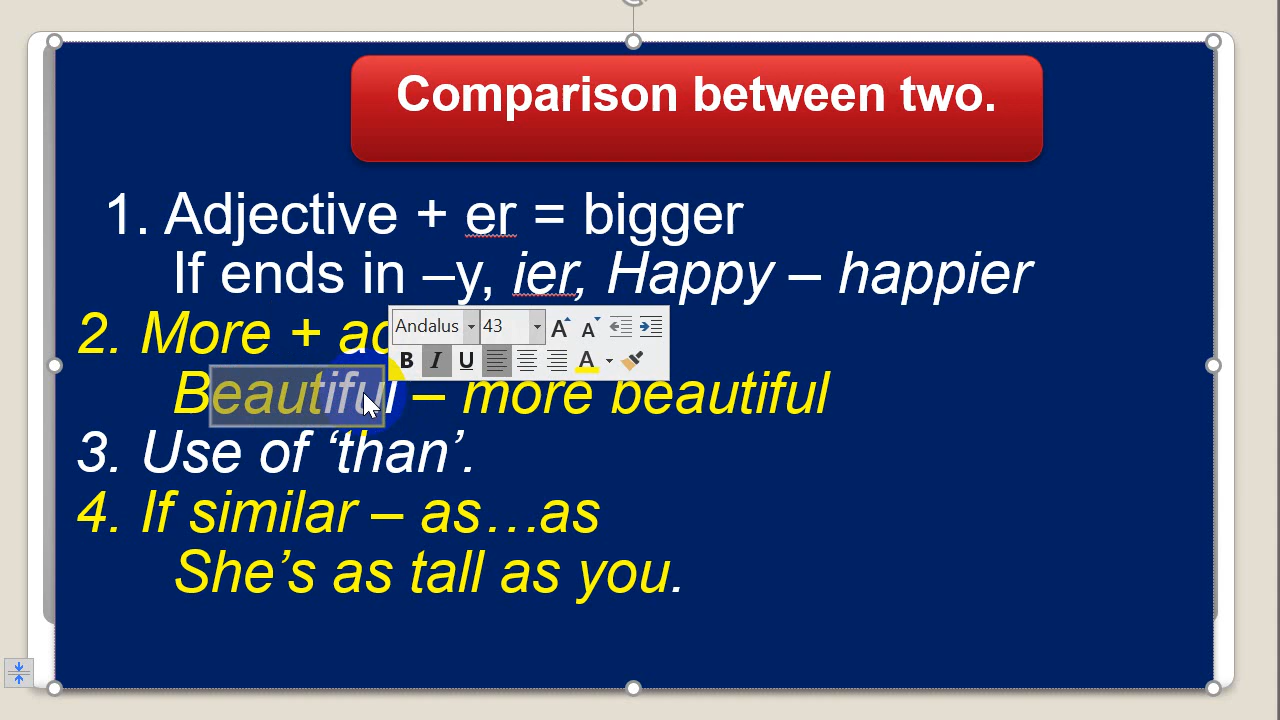 Comparison between two.
1. Adjective + er = bigger
If ends in –y, ier, Happy – happier
2. More +
Andalus 43
B I U A
Beautiful – more beautiful
3. Use of ‘than’.
4. If similar – as…as
She’s as tall as you.